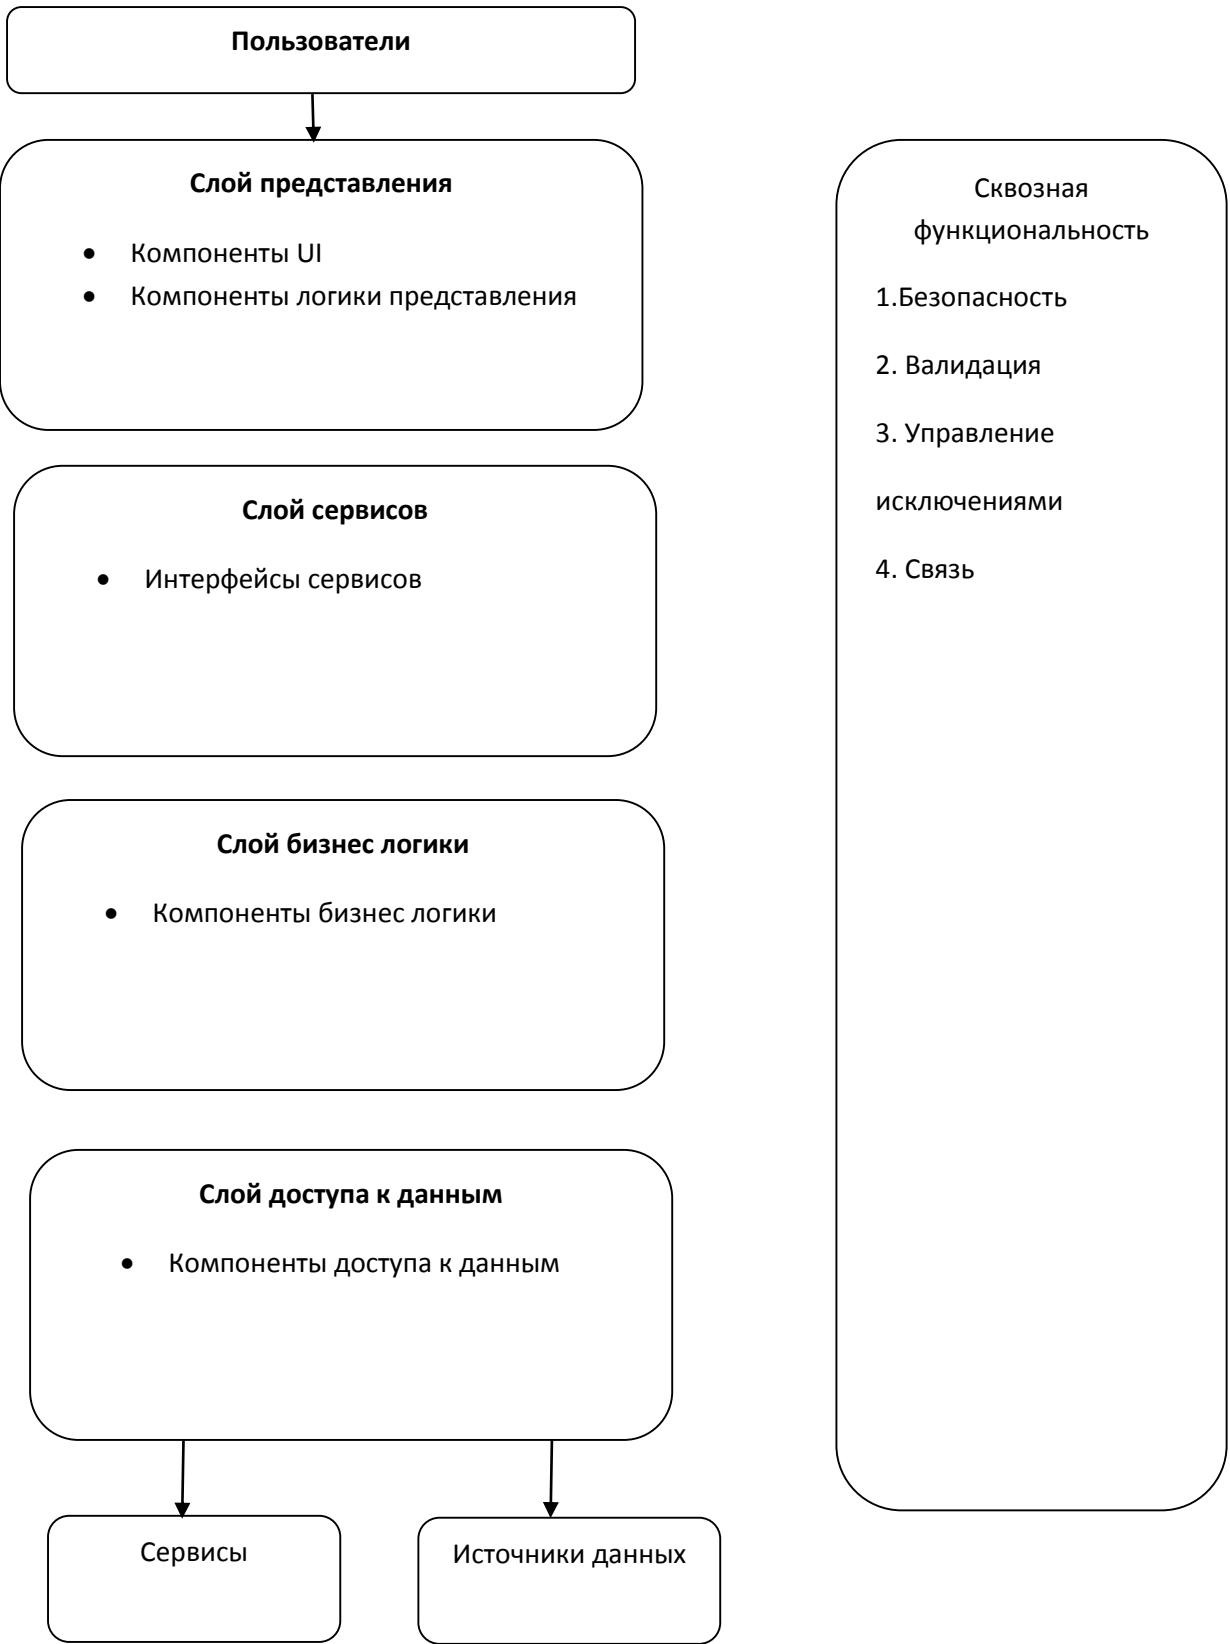 Пользователи
Слой представления
• Компоненты UI
• Компоненты логики представления
Слой сервисов
• Интерфейсы сервисов
Слой бизнес логики
• Компоненты бизнес логики
Слой доступа к данным
• Компоненты доступа к данным
Сервисы
Источники данных
Сквозная
функциональность
1.Безопасность
2. Валидация
3. Управление
исключениями
4. Связь